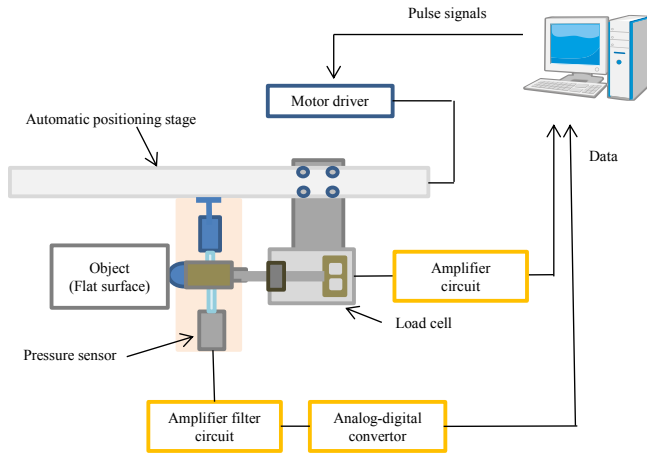 Pulse signals
Motor driver
Automatic positioning stage
Data
Object
(Flat surface)
Amplifier
circuit
Load cell
Pressure sensor
Amplifier filter
circuit
Analog-digital
convertor